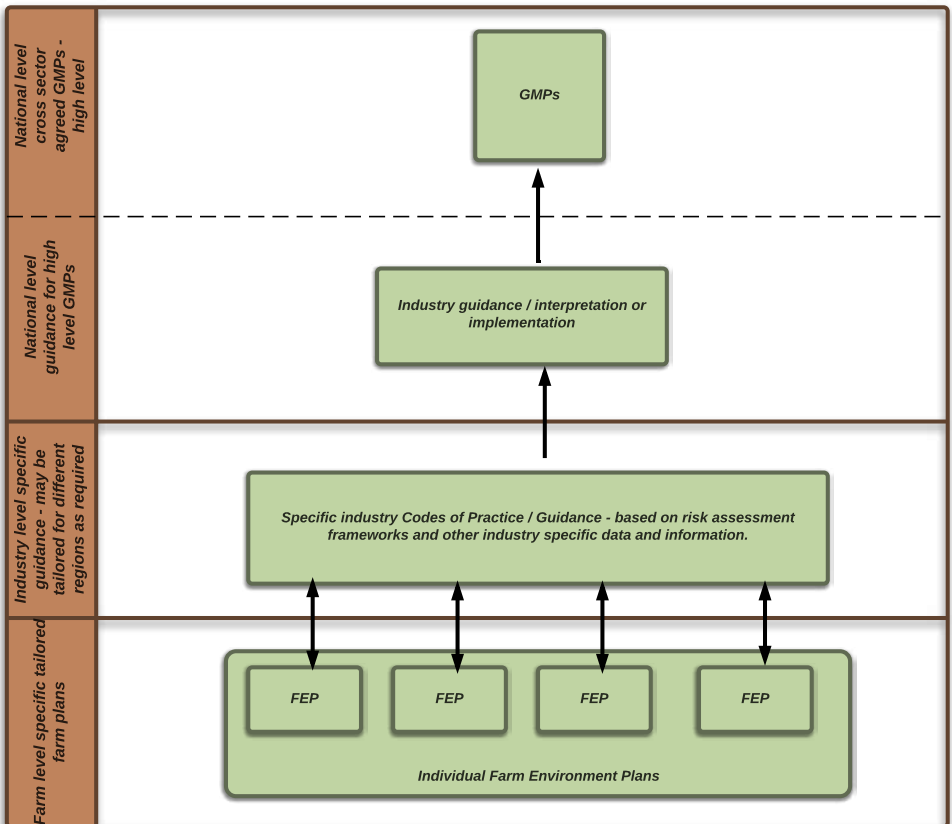 National level
cross sector
agreed GMPs -
high level
GMPs
National level
guidance for high
level GMPs
Industry guidance / interpretation or
implementation
Industry level specific
guidance - may be
tailored for different
regions as required
Specific industry Codes of Practice / Guidance - based on risk assessment
frameworks and other industry specific data and information.
Farm level specific tailored
farm plans
FEP
FEP
FEP
FEP
Individual Farm Environment Plans